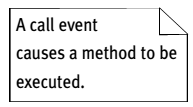 A call event
causes a method to be
executed.